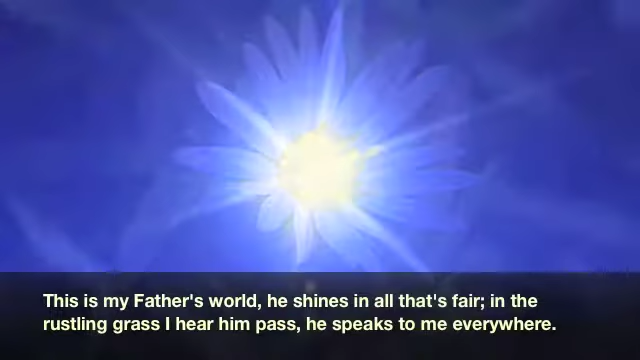 This is my Father's world, he shines in all that's fair; in the
rustling grass I hear him pass, he speaks to me everywhere.